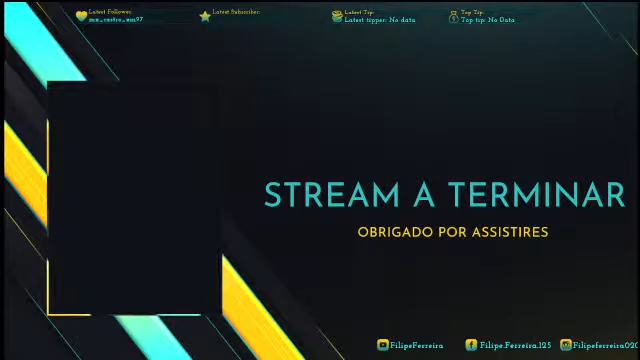 Latest Follower:
Latest Subscriber:
Latest Tip:
Latest tipper: No data
Top Tip:
Top tip: No Data
STREAM A TERMINAR
OBRIGADO POR ASSISTIRES
FilipeFerreira
Filipe.Ferreira.125
Filipeferreira020